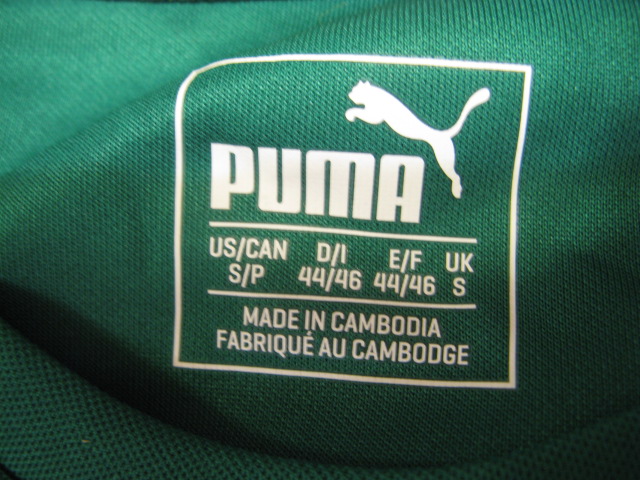 PUMA
US/CAN D/I E/F UK
S/P 44/46 44/46 S
MADE IN CAMBODIA
FABRIQUÉ AU CAMBODGE